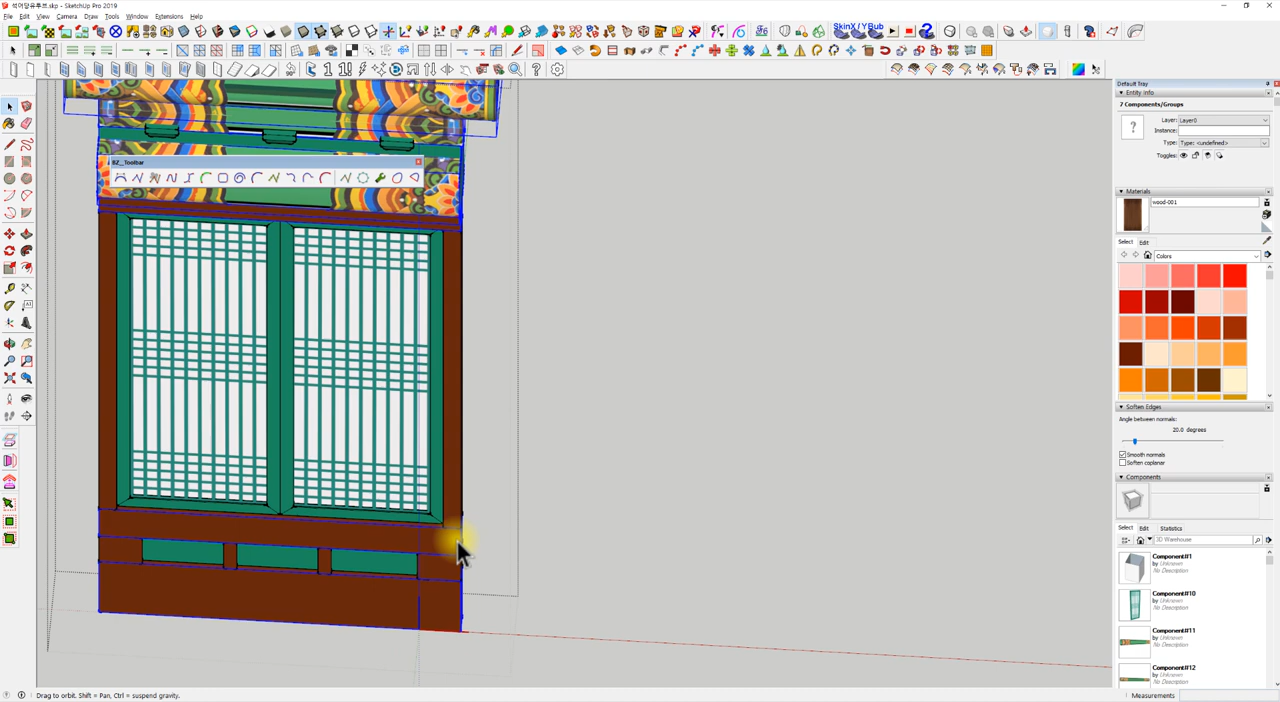 석어당유투브.skp - SketchUp Pro 2019
File Edit View Camera Draw Tools Window Extensions Help
SkinX/YBub
Default Tray
Entity Info
7 Components/Groups
Layer: Layer0
Instance:
Type: Type: <undefined>
Toggles:
BZ__Toolbar
Materials
wood-001
Select Edit
Colors
Soften Edges
Angle between normals:
20.0 degrees
Smooth normals
Soften coplanar
Components
Select Edit Statistics
3D Warehouse
Component#1
by Unknown
No Description
Component#10
by Unknown
No Description
Component#11
by Unknown
No Description
Component#12
by Unknown
No Description
Drag to orbit. Shift = Pan, Ctrl = suspend gravity.
Measurements